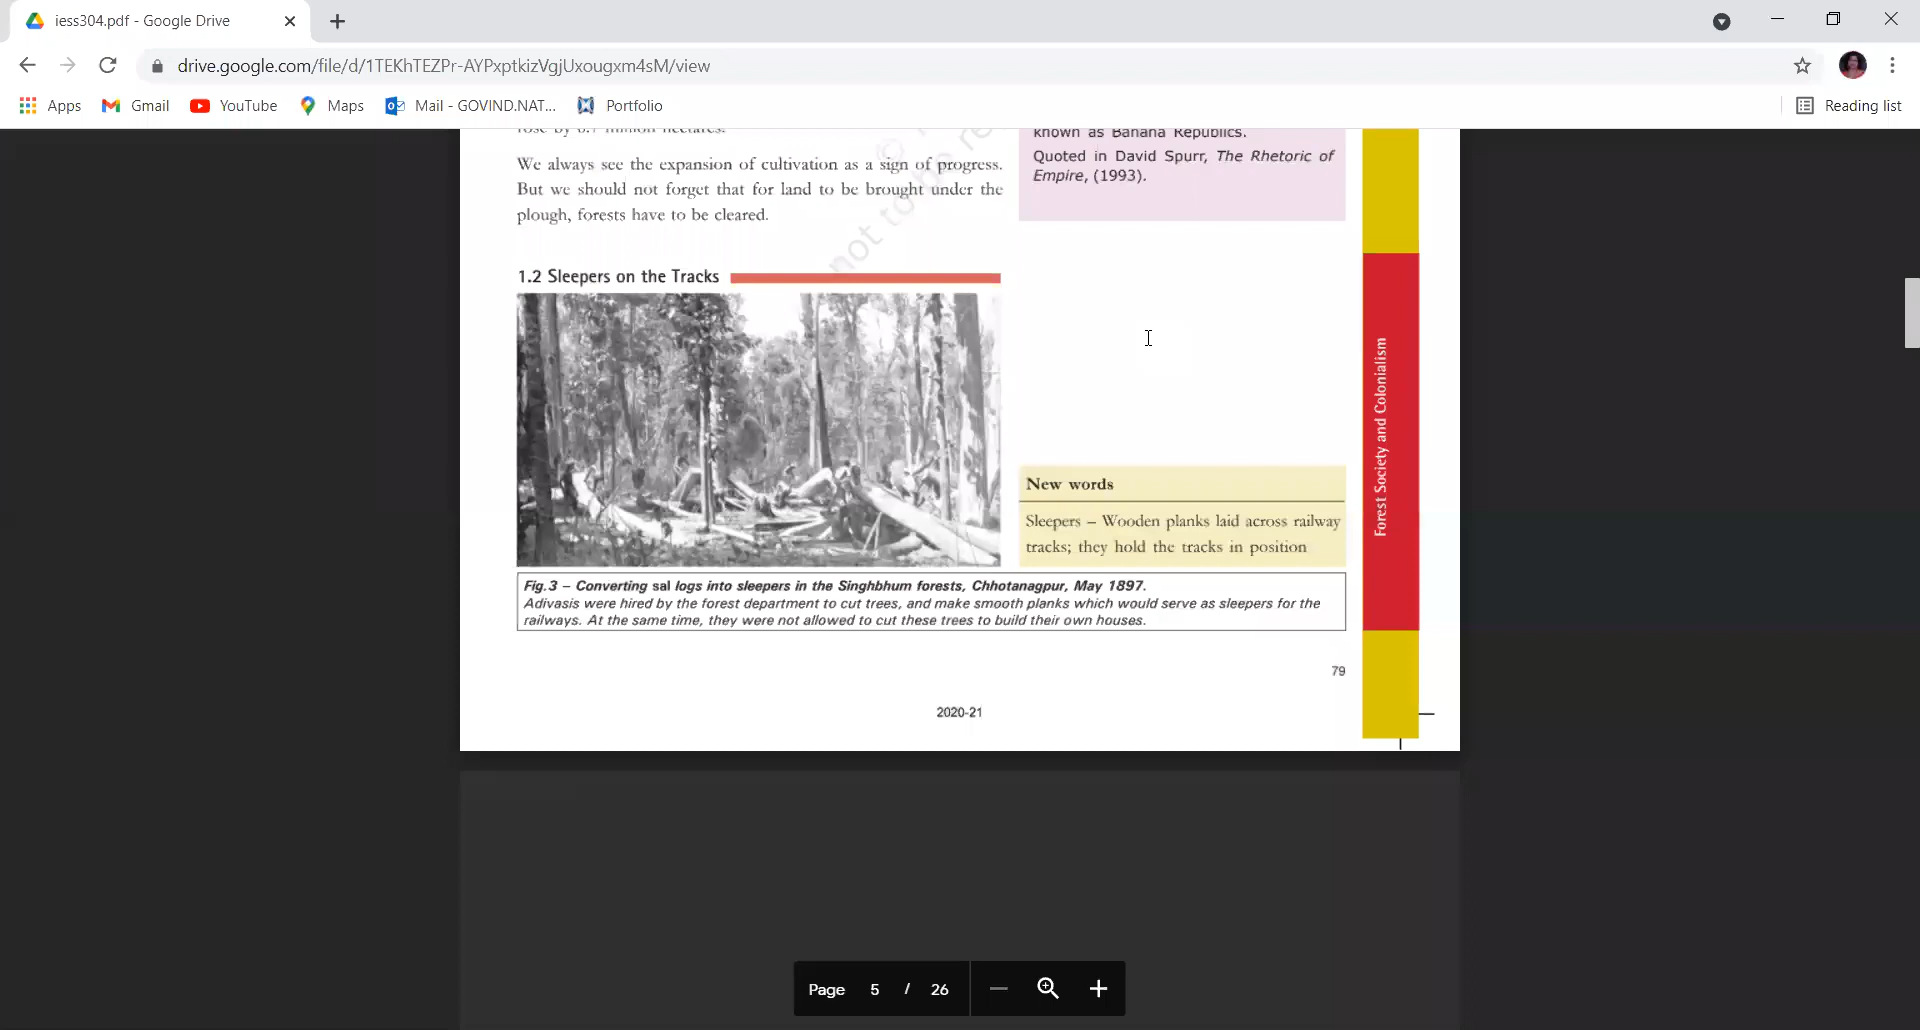 iess304.pdf - Google Drive
drive.google.com/file/d/1TEKhTEZPr-AYPxptkizVgjUxougxm4sM/view
Apps
Gmail
YouTube
Maps
Mail - GOVIND.NAT...
Portfolio
Reading list
We always see the expansion of cultivation as a sign of progress.
But we should not forget that for land to be brought under the
plough, forests have to be cleared.
known as Banana Republics.
Quoted in David Spurr, The Rhetoric of
Empire, (1993).
not to be re
1.2 Sleepers on the Tracks
New words
Sleepers – Wooden planks laid across railway
tracks; they hold the tracks in position
Fig.3 – Converting sal logs into sleepers in the Singhbhum forests, Chhotanagpur, May 1897.
Adivasis were hired by the forest department to cut trees, and make smooth planks which would serve as sleepers for the
railways. At the same time, they were not allowed to cut these trees to build their own houses.
Forest Society and Colonialism
79
2020-21
Page 5 / 26